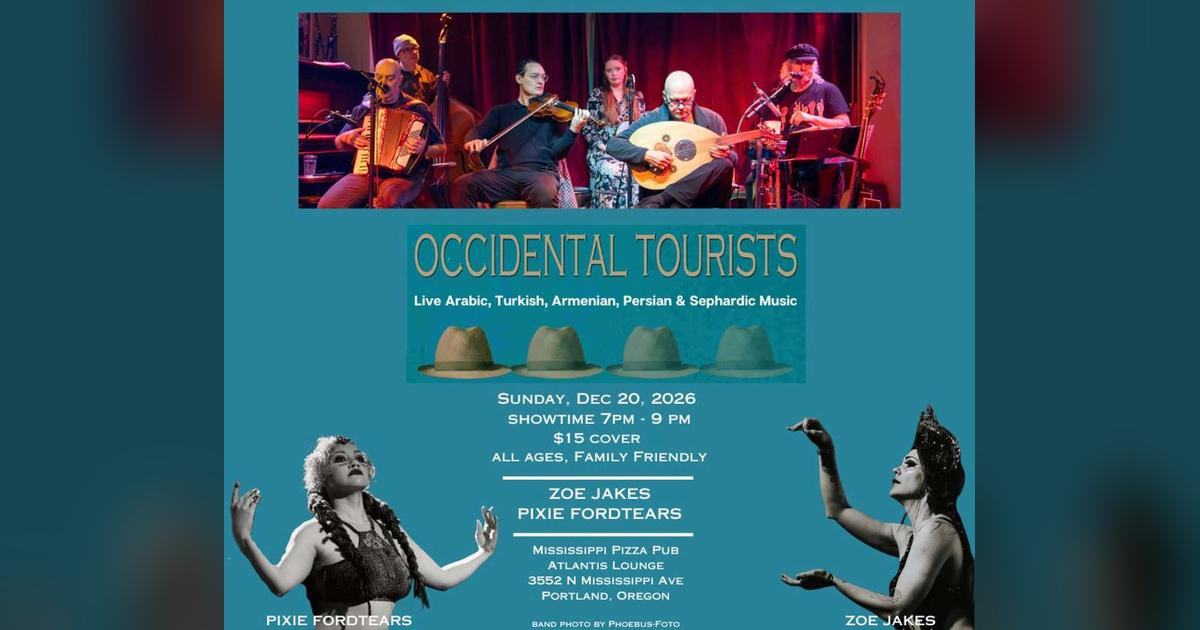 OCCIDENTAL TOURISTS
Live Arabic, Turkish, Armenian, Persian & Sephardic Music
Sunday, Dec 20, 2026
showtime 7pm - 9 pm
$15 cover
all ages, Family Friendly
ZOE JAKES
PIXIE FORDTEARS
Mississippi Pizza Pub
Atlantis Lounge
3552 N Mississippi Ave
Portland, Oregon
PIXIE FORDTEARS
ZOE JAKES
band photo by Phoebus-Foto